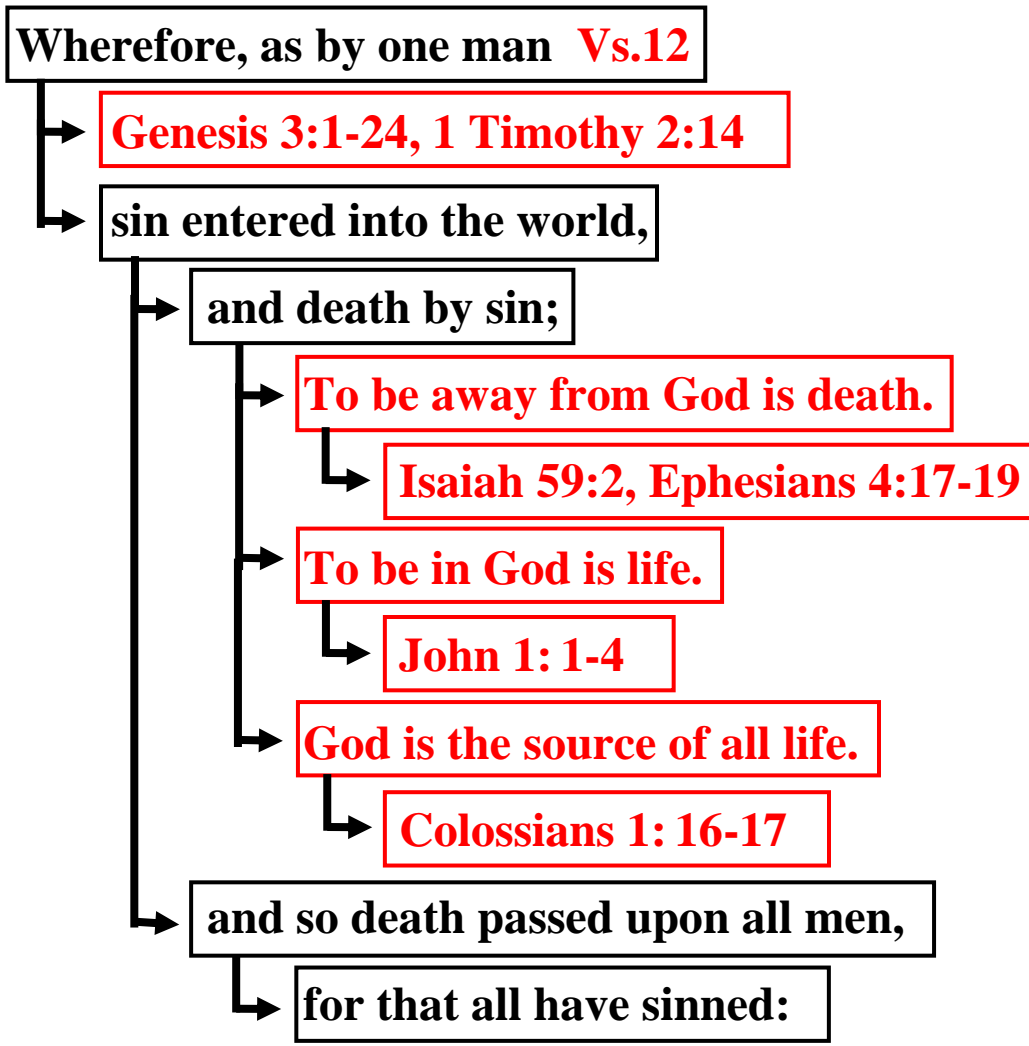 Wherefore, as by one man Vs.12
Genesis 3:1-24, 1 Timothy 2:14
sin entered into the world,
and death by sin;
To be away from God is death.
Isaiah 59:2, Ephesians 4:17-19
To be in God is life.
John 1: 1-4
God is the source of all life.
Colossians 1: 16-17
and so death passed upon all men,
for that all have sinned: